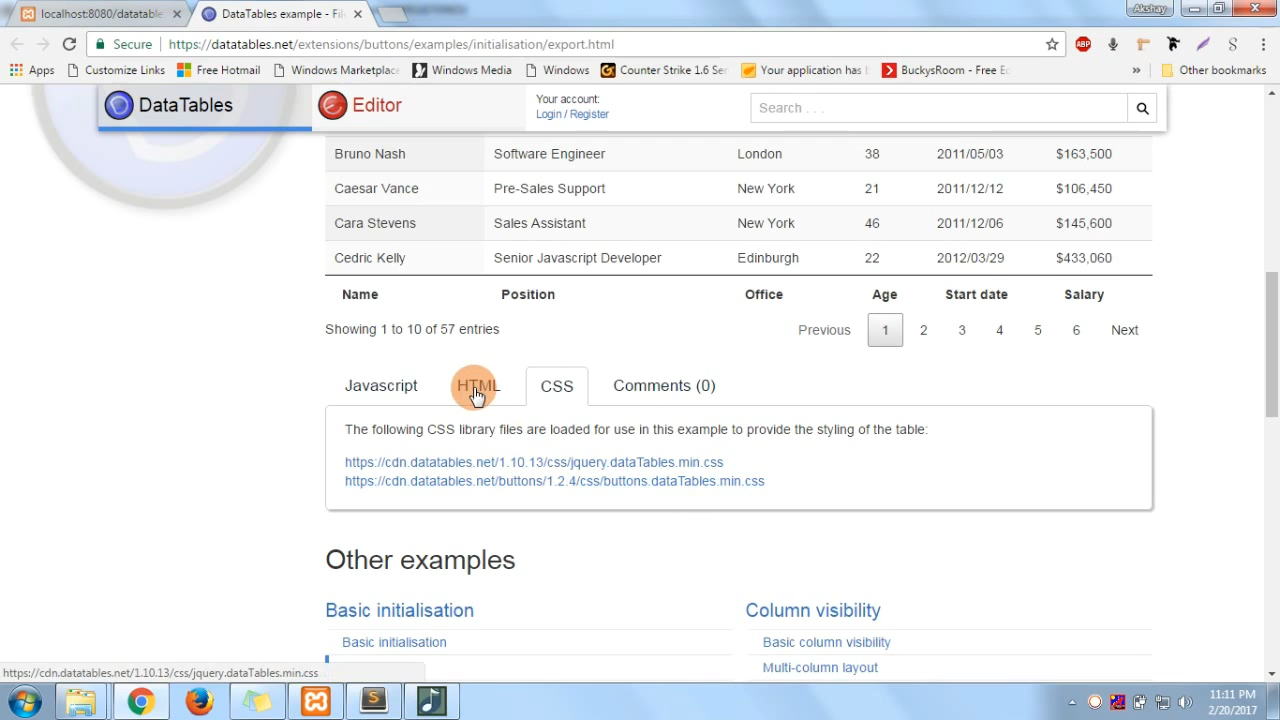 localhost:8080/datatable
DataTables example - Fil
Akshay
Secure
https://datatables.net/extensions/buttons/examples/initialisation/export.html
ABP
Apps
Customize Links
Free Hotmail
Windows Marketplace
Windows Media
Windows
Counter Strike 1.6 Ser
Your application has
BuckysRoom - Free Ed
»
Other bookmarks
DataTables
Editor
Your account:
Login / Register
Search . . .
Bruno Nash Software Engineer London 38 2011/05/03 $163,500
Caesar Vance Pre-Sales Support New York 21 2011/12/12 $106,450
Cara Stevens Sales Assistant New York 46 2011/12/06 $145,600
Cedric Kelly Senior Javascript Developer Edinburgh 22 2012/03/29 $433,060
Name Position Office Age Start date Salary
Showing 1 to 10 of 57 entries
Previous 1 2 3 4 5 6 Next
Javascript HTML CSS Comments (0)
The following CSS library files are loaded for use in this example to provide the styling of the table:
https://cdn.datatables.net/1.10.13/css/jquery.dataTables.min.css
https://cdn.datatables.net/buttons/1.2.4/css/buttons.dataTables.min.css
Other examples
Basic initialisation
Column visibility
Basic initialisation
Basic column visibility
Multi-column layout
https://cdn.datatables.net/1.10.13/css/jquery.dataTables.min.css
11:11 PM
2/20/2017